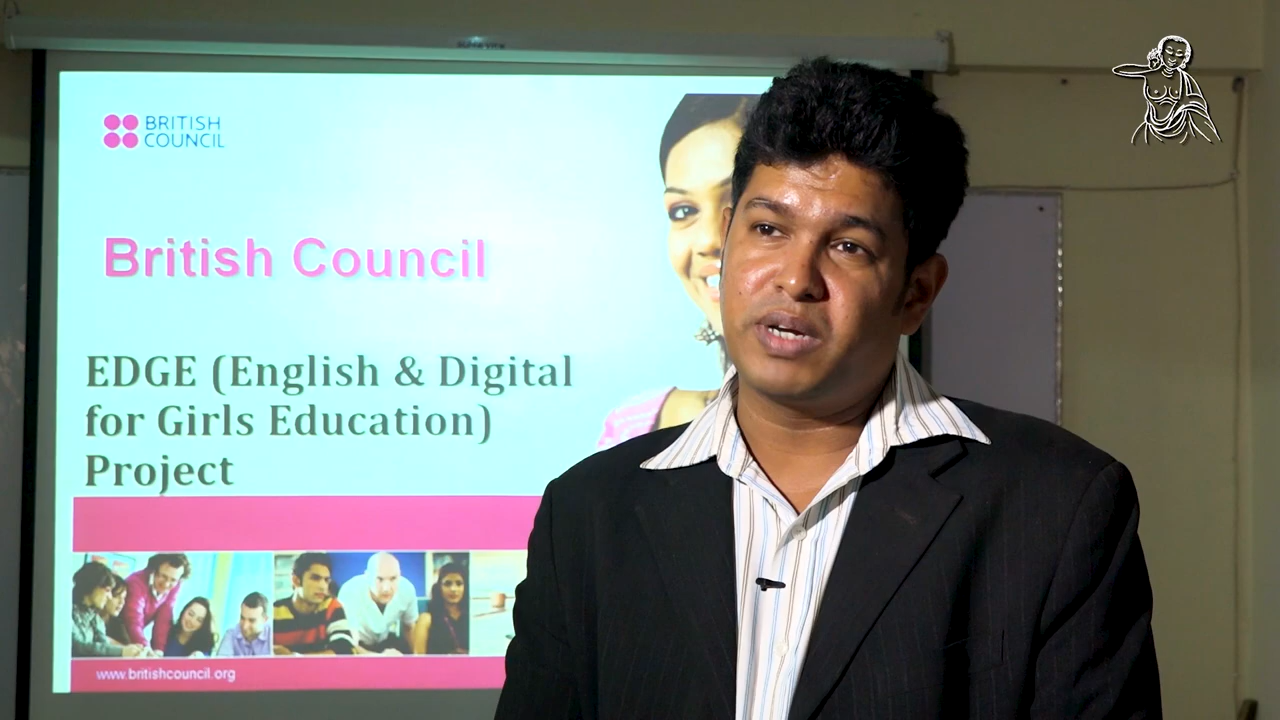 BRITISH
COUNCIL
British Council
EDGE (English & Digital
for Girls Education)
Project
www.britishcouncil.org